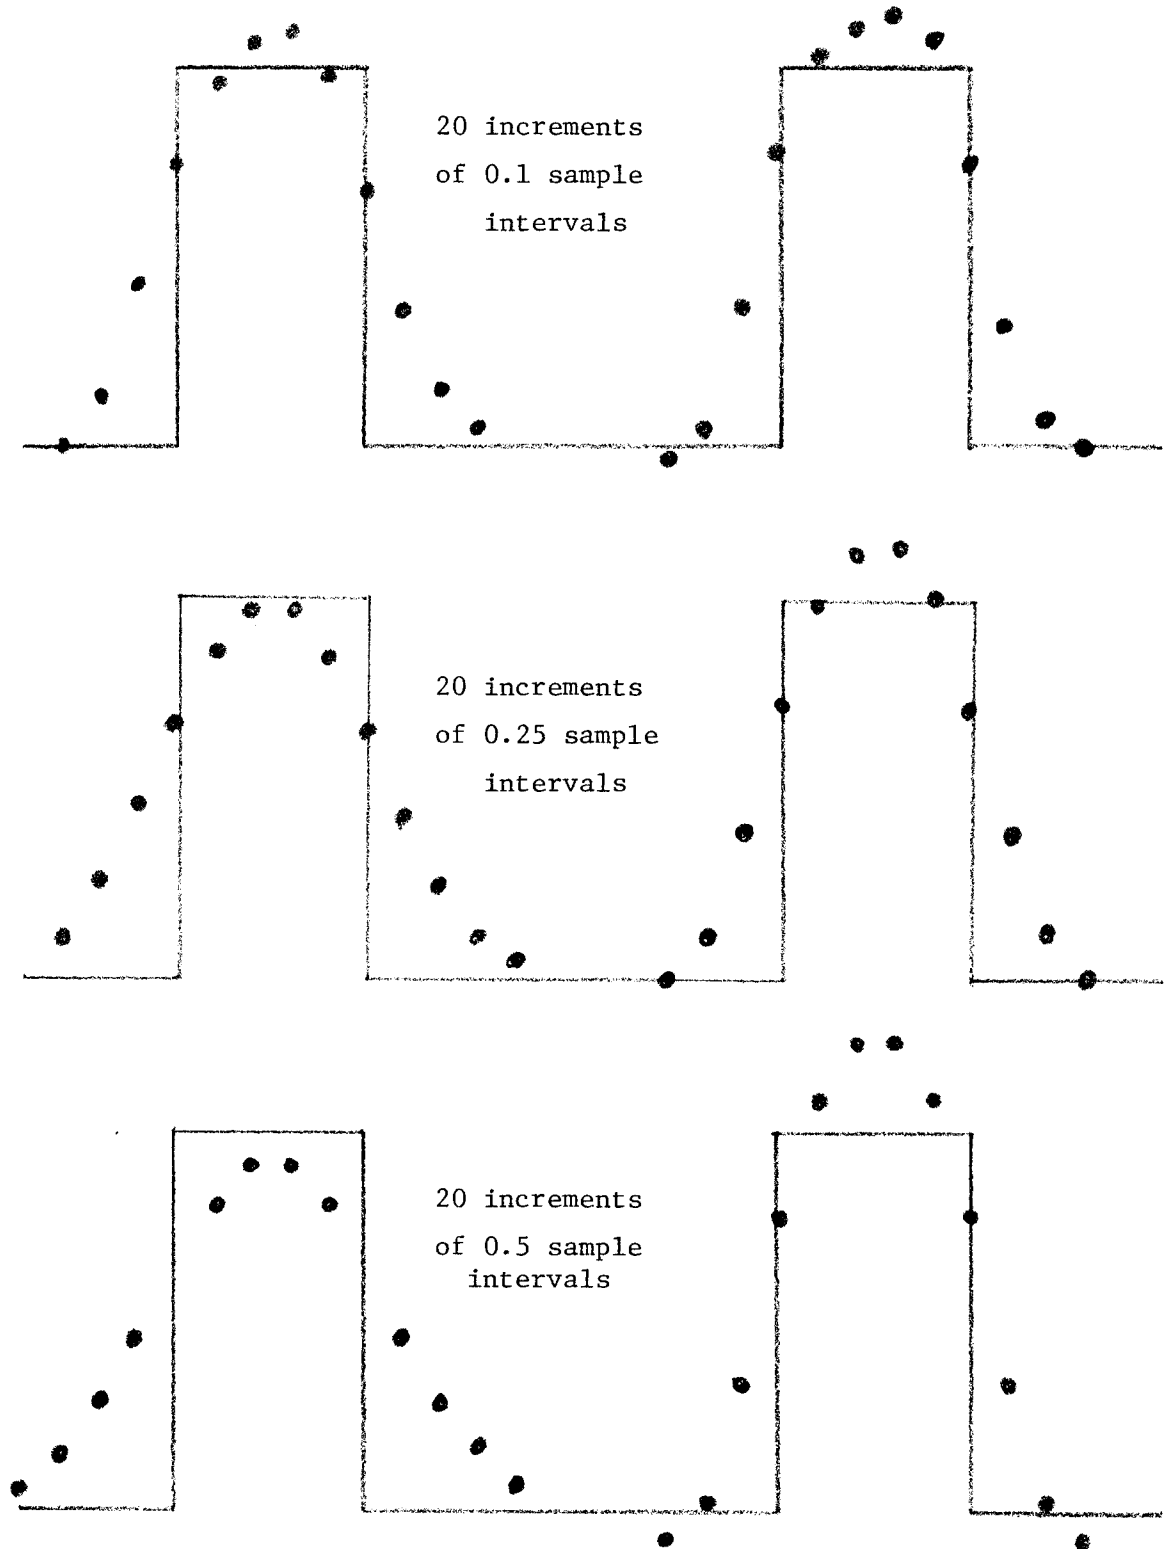 20 increments
of 0.1 sample
intervals
20 increments
of 0.25 sample
intervals
20 increments
of 0.5 sample
intervals